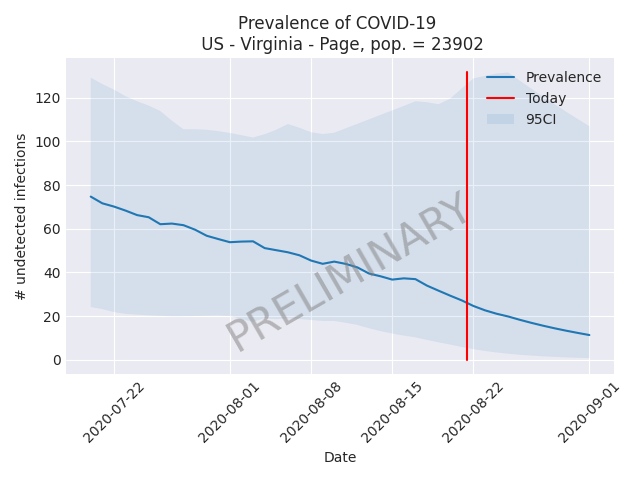 Prevalence of COVID-19
US - Virginia - Page, pop. = 23902
# undetected infections
120
100
80
60
40
20
0
Prevalence
Today
95CI
PRELIMINARY
2020-07-22
2020-08-01
2020-08-08
2020-08-15
2020-08-22
2020-09-01
Date